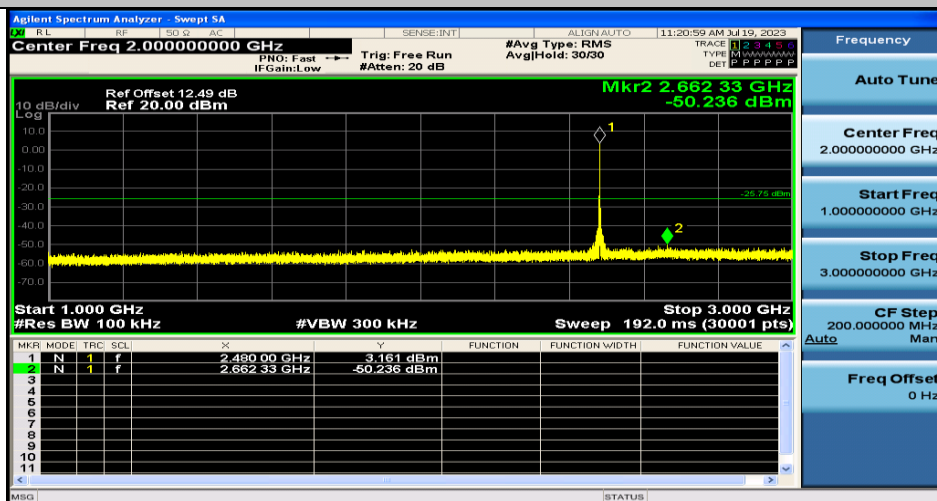 Agilent Spectrum Analyzer - Swept SA
LXI RL RF 50 Ω AC SENSE:INT ALIGN AUTO 11:20:59 AM Jul 19, 2023
Center Freq 2.000000000 GHz
PNO: Fast
IFGain:Low
Trig: Free Run
#Atten: 20 dB
#Avg Type: RMS
Avg|Hold: 30/30
TRACE 1 2 3 4 5 6
TYPE M W W W W W
DET P P P P P P
Mkr2 2.662 33 GHz
-50.236 dBm
Ref Offset 12.49 dB
Ref 20.00 dBm
10 dB/div
Log
10.0
0.00
-10.0
-20.0
-30.0
-40.0
-50.0
-60.0
-70.0
1
-25.75 dBm
2
Start 1.000 GHz
Stop 3.000 GHz
#Res BW 100 kHz
#VBW 300 kHz
Sweep 192.0 ms (30001 pts)
MKR MODE TRC SCL X Y FUNCTION FUNCTION WIDTH FUNCTION VALUE
1 N 1 f 2.480 00 GHz 3.161 dBm
2 N 1 f 2.662 33 GHz -50.236 dBm
3
4
5
6
7
8
9
10
11
MSG
STATUS
Frequency
Auto Tune
Center Freq
2.000000000 GHz
Start Freq
1.000000000 GHz
Stop Freq
3.000000000 GHz
CF Step
200.000000 MHz
Auto Man
Freq Offset
0 Hz